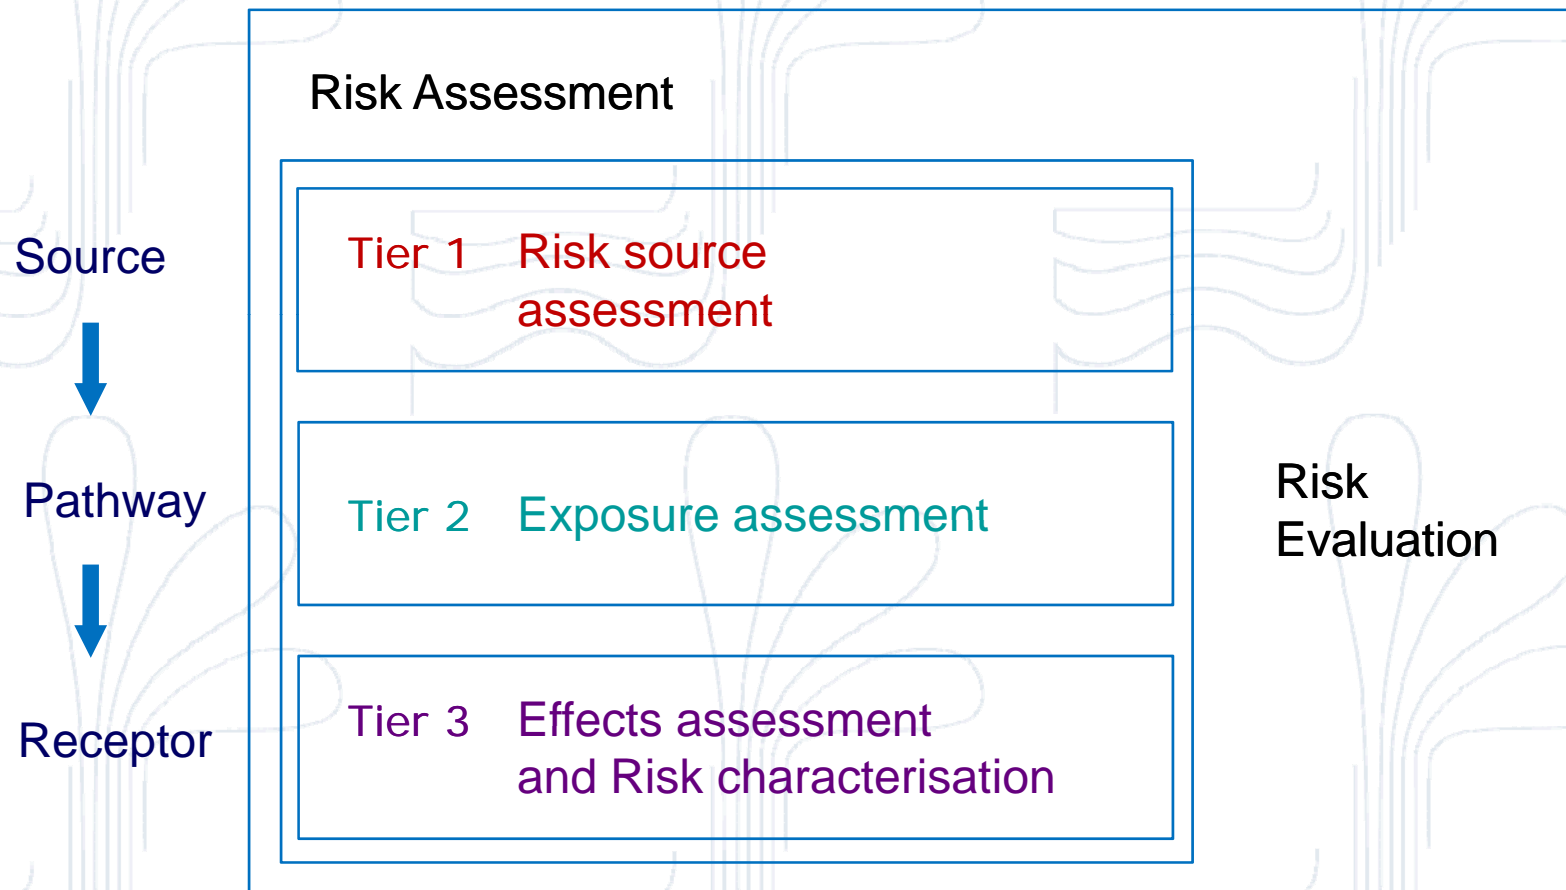 Risk Assessment
Source
Tier 1 Risk source
assessment
Pathway
Tier 2 Exposure assessment
Risk
Evaluation
Receptor
Tier 3 Effects assessment
and Risk characterisation